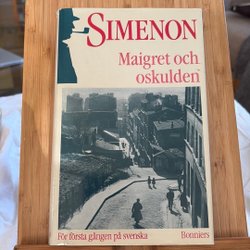 SIMENON
Maigret och
oskulden
För första gången på svenska
Bonniers